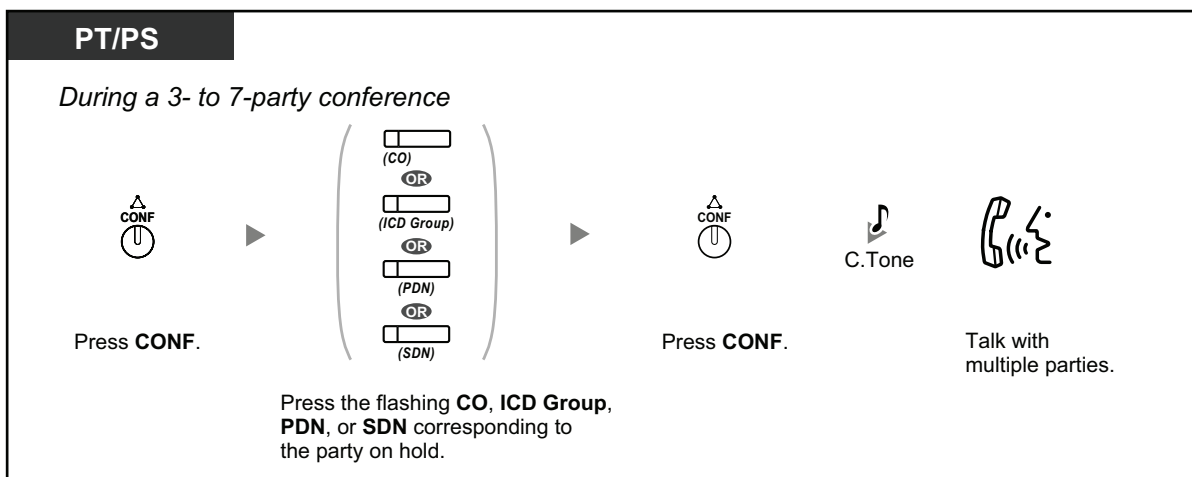 PT/PS
During a 3- to 7-party conference
CONF
Press CONF.
(CO)
OR
(ICD Group)
OR
(PDN)
OR
(SDN)
Press the flashing CO, ICD Group,
PDN, or SDN corresponding to
the party on hold.
CONF
Press CONF.
C.Tone
Talk with
multiple parties.